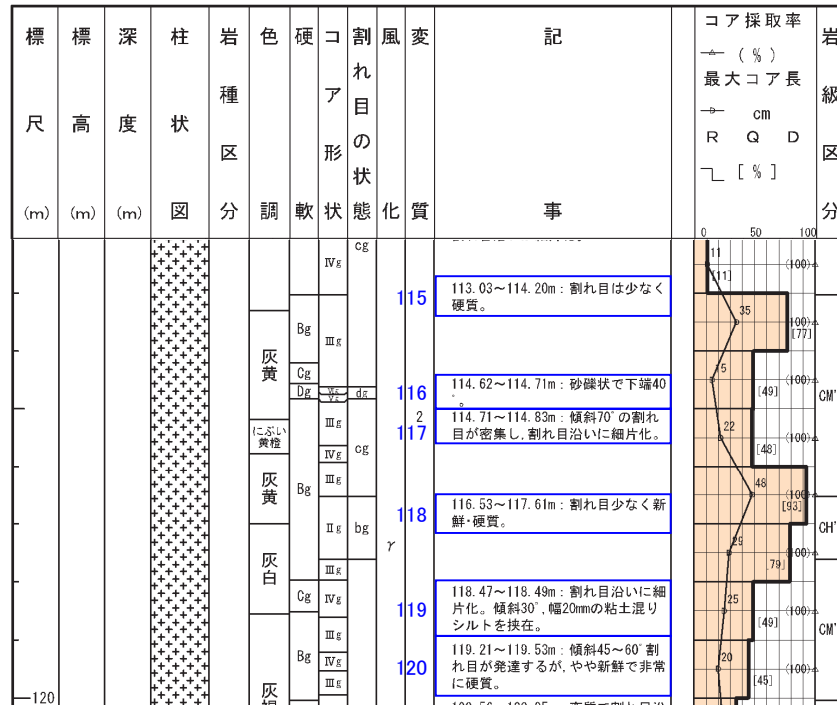 標尺(m)
標高(m)
深度(m)
柱状図
岩種区分
色調
硬軟
コア形状
割れ目の状態
風化
変質
記事
コア採取率
(%)
最大コア長
cm
RQD
[%]
岩級区分
0 50 100
cg
Ⅳg
11
[11]
(100)
115
113.03～114.20m：割れ目は少なく
硬質。
35
(100)
[77]
Bg
Ⅲg
灰黄
Cg
15
(100)
[49]
CM'
Dg
dg
116
114.62～114.71m：砂礫状で下端40
°。
2
117
114.71～114.83m：傾斜70°の割れ
目が密集し,割れ目沿いに細片化。
22
(100)
[48]
Ⅲg
にぶい
黄橙
cg
Ⅳg
灰黄
Bg
Ⅲg
48
(100)
[93]
118
116.53～117.61m：割れ目少なく新
鮮・硬質。
Ⅱg
bg
CH'
γ
29
(100)
[79]
灰白
Ⅲg
Cg
Ⅳg
119
118.47～118.49m：割れ目沿いに細
片化。傾斜30°,幅20mmの粘土混り
シルトを挟在。
25
(100)
[49]
CM'
Ⅲg
Bg
Ⅳg
120
119.21～119.53m：傾斜45～60°割
れ目が発達するが,やや新鮮で非常
に硬質。
20
(100)
[45]
Ⅲg
灰
120